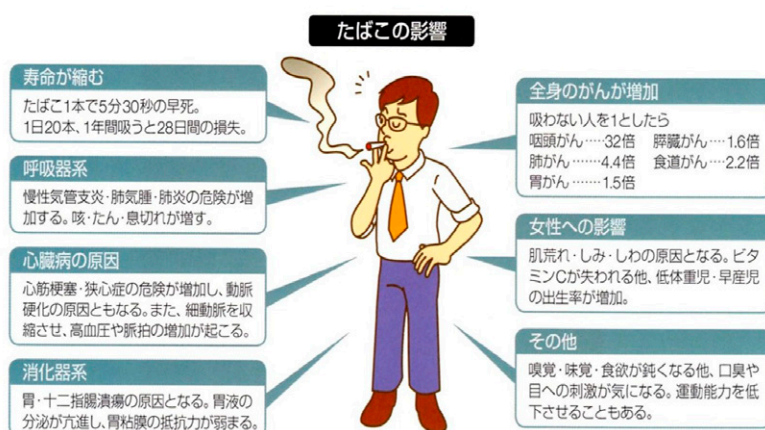 たばこの影響
寿命が縮む
たばこ1本で5分30秒の早死。
1日20本、1年間吸うと28日間の損失。
呼吸器系
慢性気管支炎・肺気腫・肺炎の危険が増
加する。咳・たん・息切れが増す。
心臓病の原因
心筋梗塞・狭心症の危険が増加し、動脈
硬化の原因ともなる。また、細動脈を収
縮させ、高血圧や脈拍の増加が起こる。
消化器系
胃・十二指腸潰瘍の原因となる。胃液の
分泌が亢進し、胃粘膜の抵抗力が弱まる。
全身のがんが増加
吸わない人を1としたら
咽頭がん……32倍 膵臓がん…1.6倍
肺がん……4.4倍 食道がん…2.2倍
胃がん……1.5倍
女性への影響
肌荒れ・しみ・しわの原因となる。ビタ
ミンCが失われる他、低体重児・早産児
の出生率が増加。
その他
嗅覚・味覚・食欲が鈍くなる他、口臭や
目への刺激が気になる。運動能力を低
下させることもある。